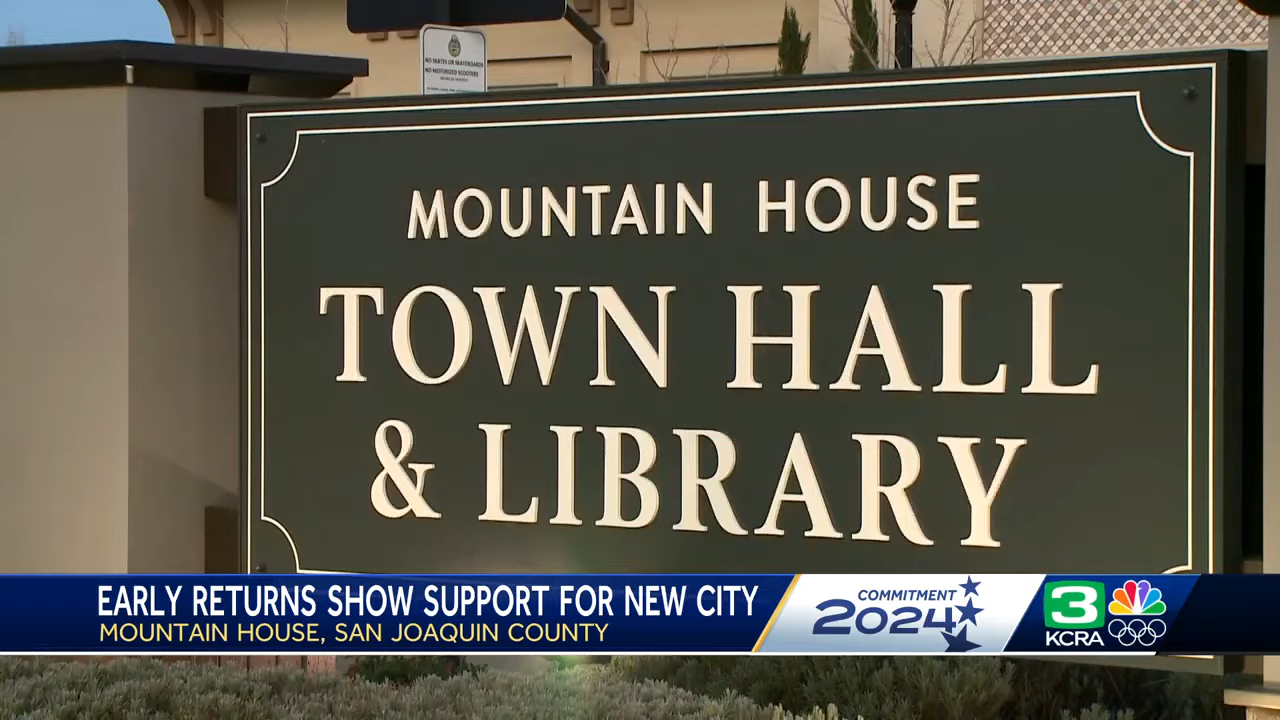 NO SKATES OR SKATEBOARDS
NO MOTORIZED SCOOTERS
MOUNTAIN HOUSE
TOWN HALL
& LIBRARY
EARLY RETURNS SHOW SUPPORT FOR NEW CITY
MOUNTAIN HOUSE, SAN JOAQUIN COUNTY
COMMITMENT
2024
3
KCRA